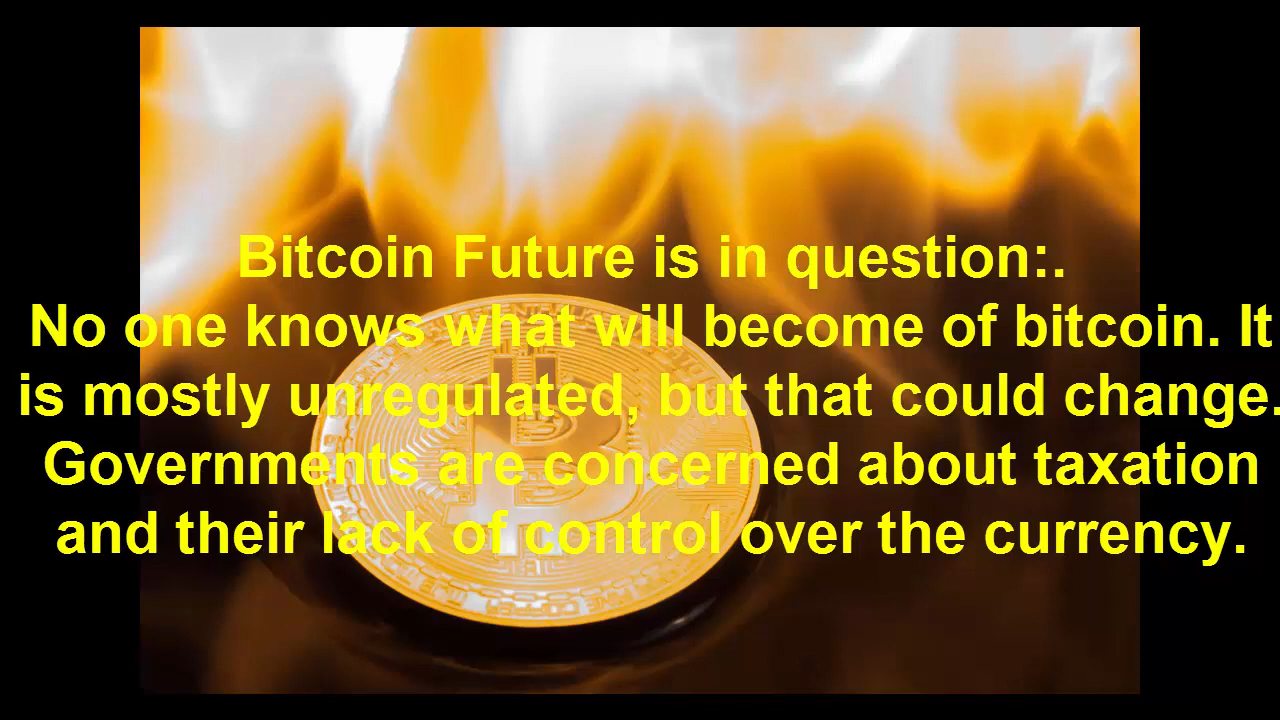 Bitcoin Future is in question:.
No one knows what will become of bitcoin. It
is mostly unregulated, but that could change.
Governments are concerned about taxation
and their lack of control over the currency.